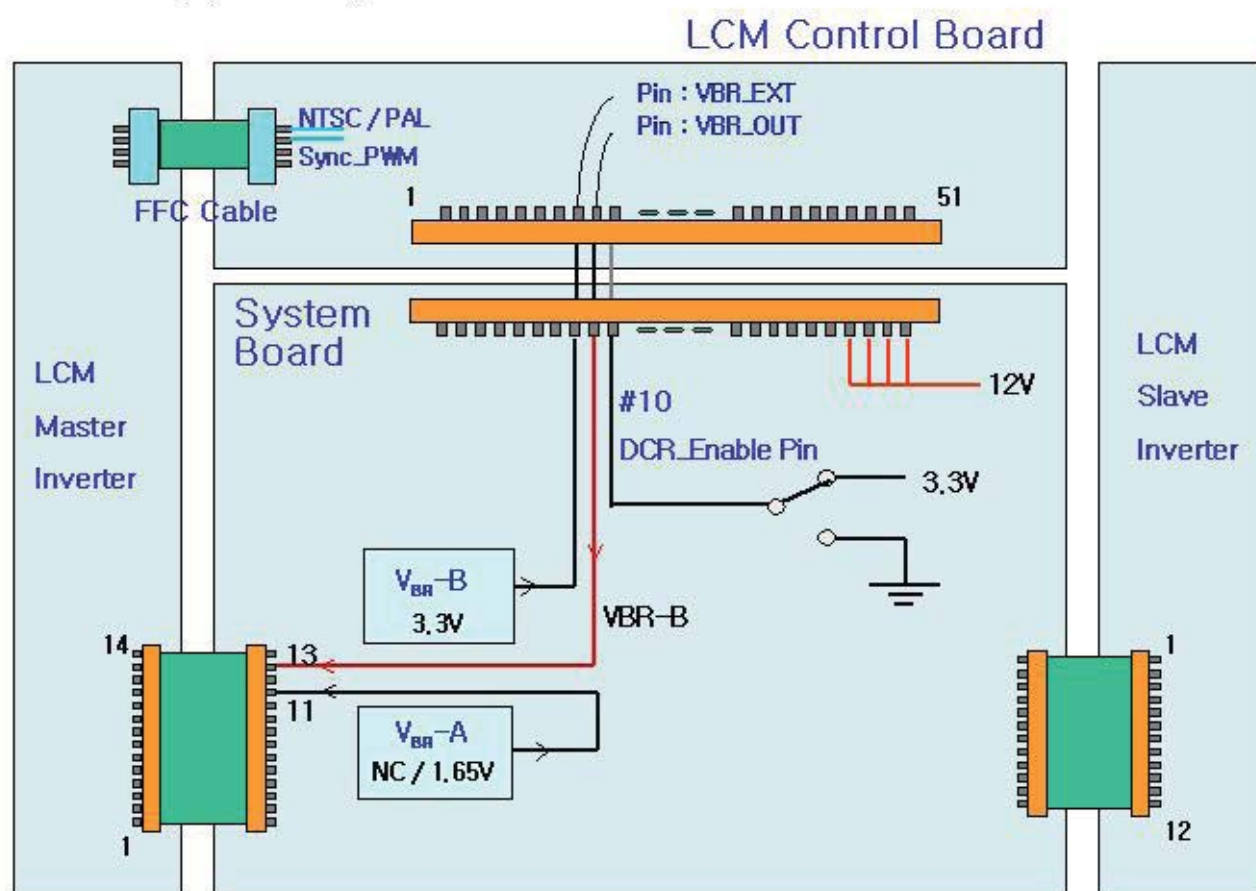 LCM Control Board
Pin : VBR_EXT
Pin : VBR_OUT
NTSC / PAL
Sync_PWM
FFC Cable
1
51
System
Board
LCM
Master
Inverter
LCM
Slave
Inverter
12V
#10
DCR_Enable Pin
3.3V
VBR-B
3.3V
VBR-B
14
13
11
1
VBR-A
NC / 1.65V
1
12